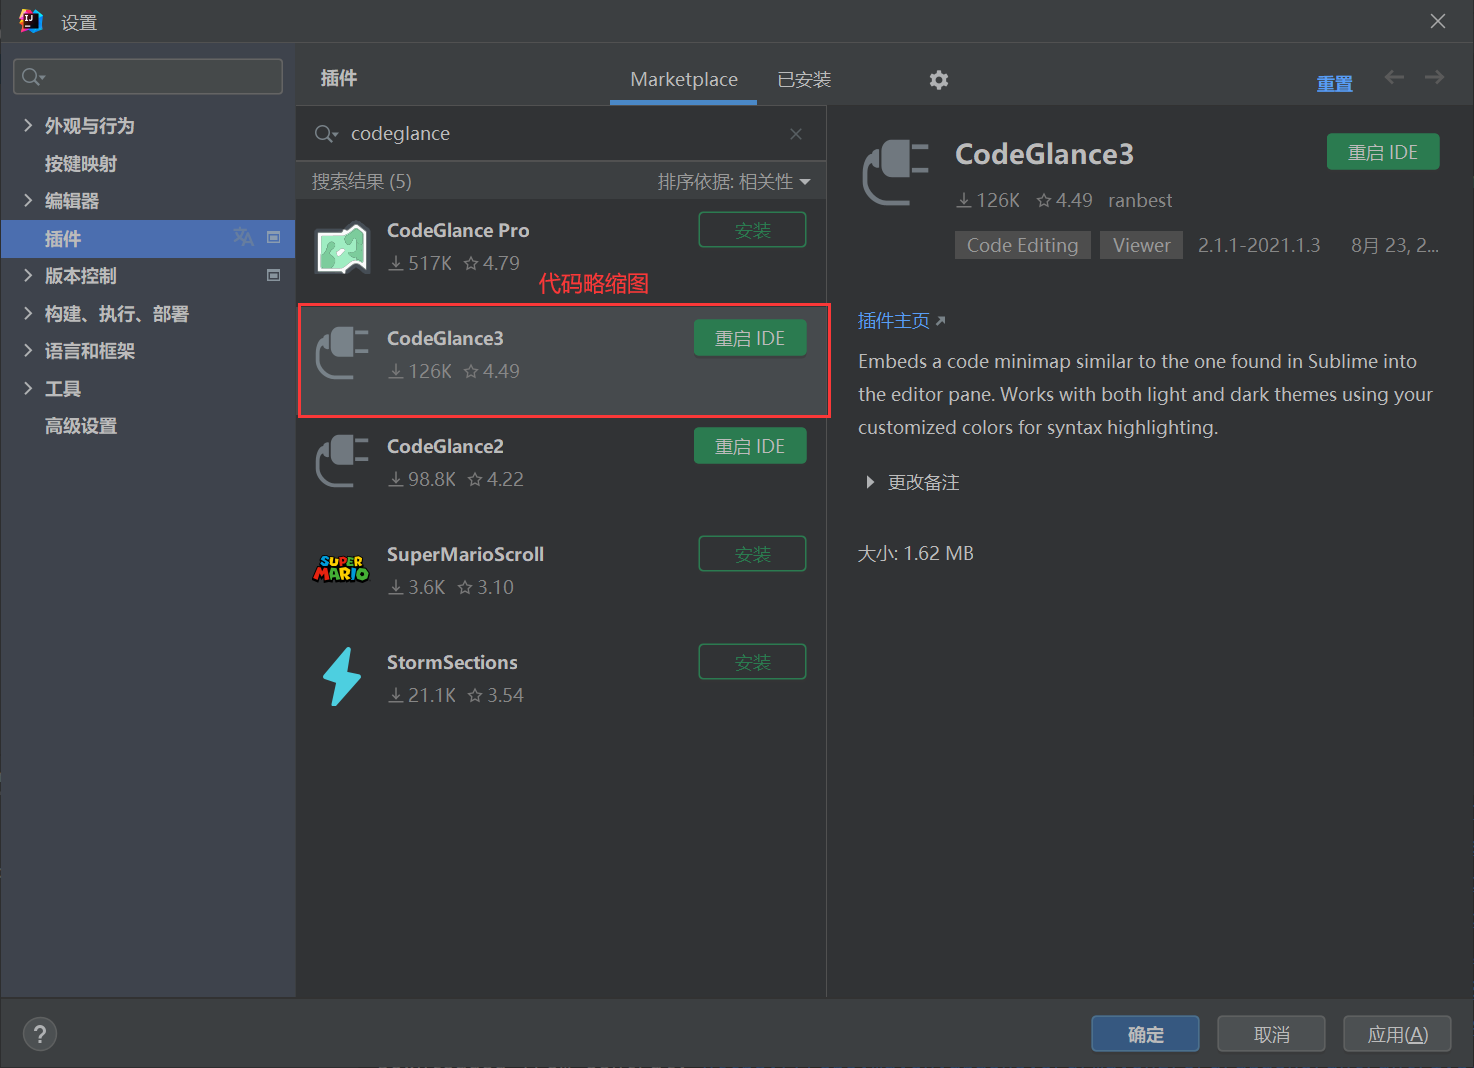 设置
插件
Marketplace
已安装
重置
外观与行为
按键映射
编辑器
插件
版本控制
构建、执行、部署
语言和框架
工具
高级设置
codeglance
搜索结果 (5)
排序依据: 相关性
CodeGlance Pro
517K 4.79
安装
代码略缩图
CodeGlance3
126K 4.49
重启 IDE
CodeGlance2
98.8K 4.22
重启 IDE
SUPER
MARIO
SuperMarioScroll
3.6K 3.10
安装
StormSections
21.1K 3.54
安装
CodeGlance3
重启 IDE
126K 4.49 ranbest
Code Editing Viewer 2.1.1-2021.1.3 8月 23, 2...
插件主页
Embeds a code minimap similar to the one found in Sublime into
the editor pane. Works with both light and dark themes using your
customized colors for syntax highlighting.
更改备注
大小: 1.62 MB
?
确定
取消
应用(A)